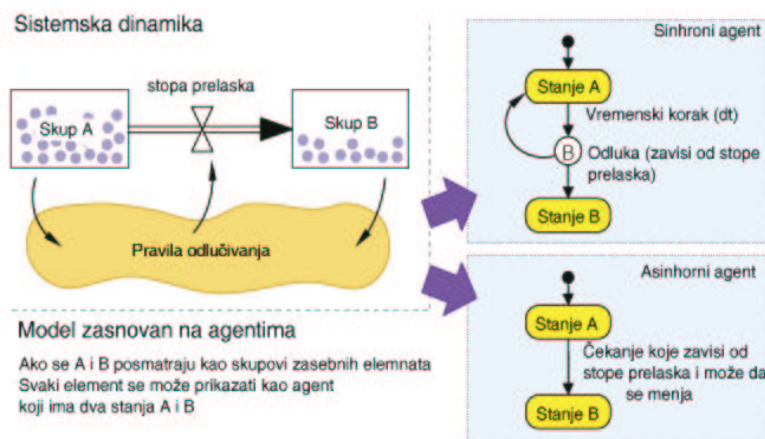 Sistemska dinamika
stopa prelaska
Skup A
Skup B
Pravila odlučivanja
Model zasnovan na agentima
Ako se A i B posmatraju kao skupovi zasebnih elemnata
Svaki element se može prikazati kao agent
koji ima dva stanja A i B
Sinhroni agent
Stanje A
Vremenski korak (dt)
B
Odluka (zavisi od stope
prelaska)
Stanje B
Asinhorni agent
Stanje A
Čekanje koje zavisi od
stope prelaska i može da
se menja
Stanje B